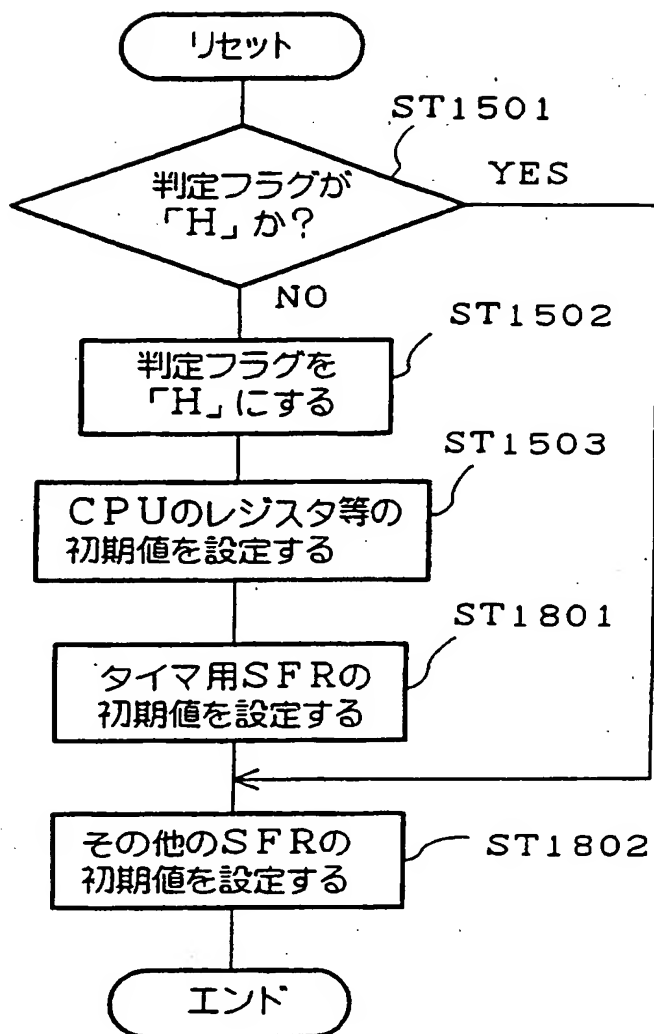 リセット
ST1501
判定フラグが
「H」か?
YES
NO
ST1502
判定フラグを
「H」にする
ST1503
CPUのレジスタ等の
初期値を設定する
ST1801
タイマ用SFRの
初期値を設定する
その他のSFRの
初期値を設定する
ST1802
エンド